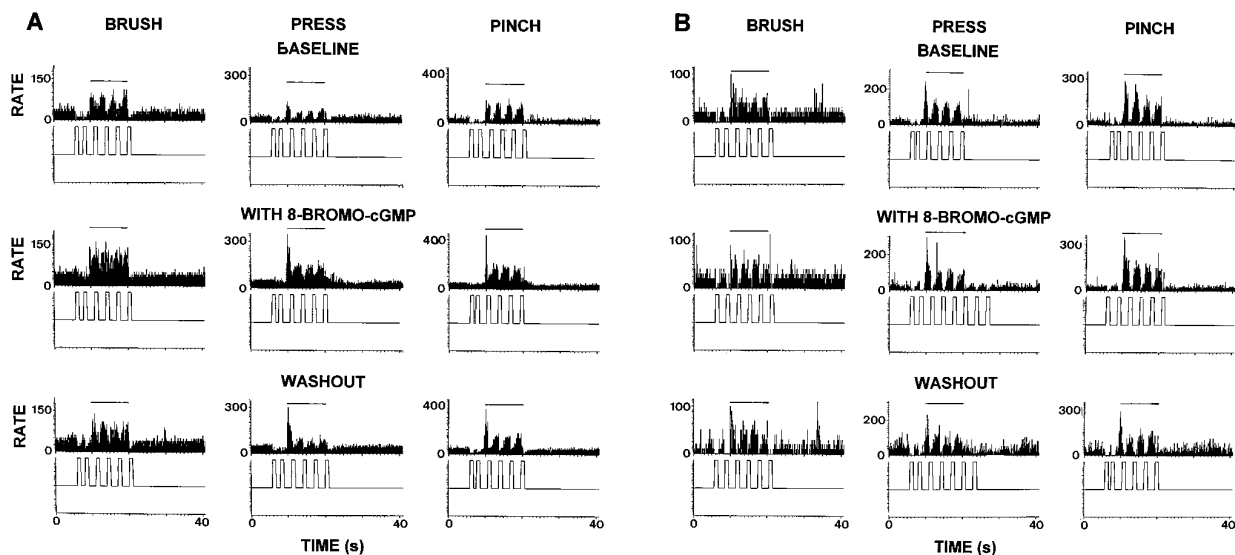 A BRUSH PRESS PINCH B BRUSH PRESS PINCH
BASELINE BASELINE
RATE 150 0 300 0 400 0 100 0 200 0 300 0
WITH 8-BROMO-cGMP WITH 8-BROMO-cGMP
RATE 150 0 300 0 400 0 100 0 200 0 300 0
WASHOUT WASHOUT
RATE 150 0 300 0 400 0 100 0 200 0 300 0
0 40 0 40 0 40 0 40 0 40 0 40
TIME (s) TIME (s)